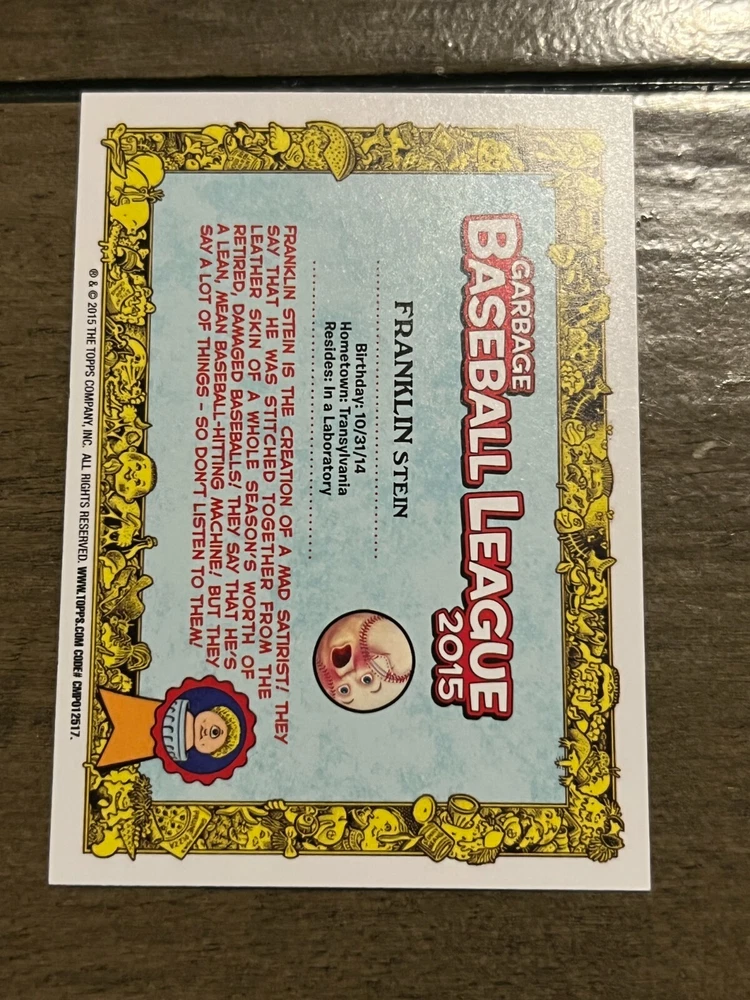 GARBAGE
BASEBALL LEAGUE
2015
FRANKLIN STEIN
Birthday: 10/31/14
Hometown: Transylvania
Resides: In a Laboratory
FRANKLIN STEIN IS THE CREATION OF A MAD SATIRIST! THEY
SAY THAT HE WAS STITCHED TOGETHER FROM THE
LEATHER SKIN OF A WHOLE SEASON'S WORTH OF
RETIRED, DAMAGED BASEBALLS! THEY SAY THAT HE'S
A LEAN, MEAN BASEBALL-HITTING MACHINE! BUT THEY
SAY A LOT OF THINGS - SO DON'T LISTEN TO THEM!
® & © 2015 THE TOPPS COMPANY, INC. ALL RIGHTS RESERVED. WWW.TOPPS.COM CODE# CMP012517.